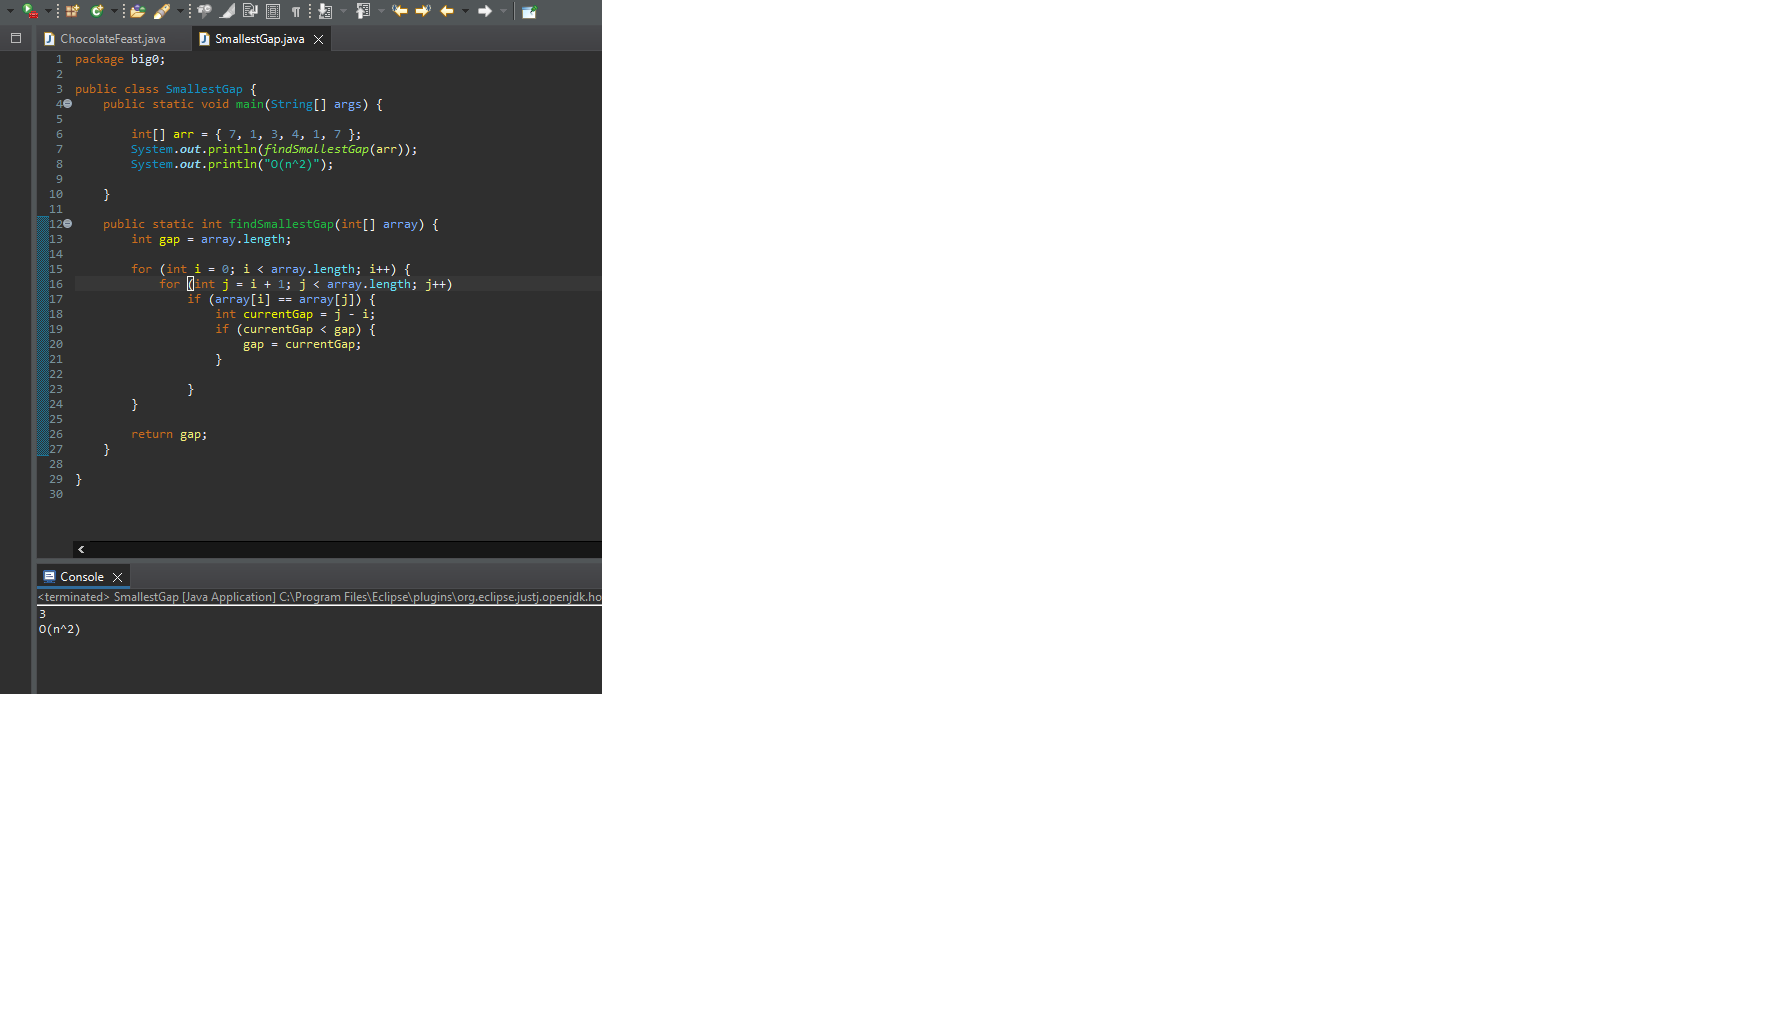 ChocolateFeast.java SmallestGap.java
1 package big0;
2
3 public class SmallestGap {
4 public static void main(String[] args) {
5
6 int[] arr = { 7, 1, 3, 4, 1, 7 };
7 System.out.println(findSmallestGap(arr));
8 System.out.println("O(n^2)");
9
10 }
11
12 public static int findSmallestGap(int[] array) {
13 int gap = array.length;
14
15 for (int i = 0; i < array.length; i++) {
16 for (int j = i + 1; j < array.length; j++)
17 if (array[i] == array[j]) {
18 int currentGap = j - i;
19 if (currentGap < gap) {
20 gap = currentGap;
21 }
22
23 }
24 }
25
26 return gap;
27 }
28
29 }
30
Console
<terminated> SmallestGap [Java Application] C:\Program Files\Eclipse\plugins\org.eclipse.justj.openjdk.ho
3
O(n^2)